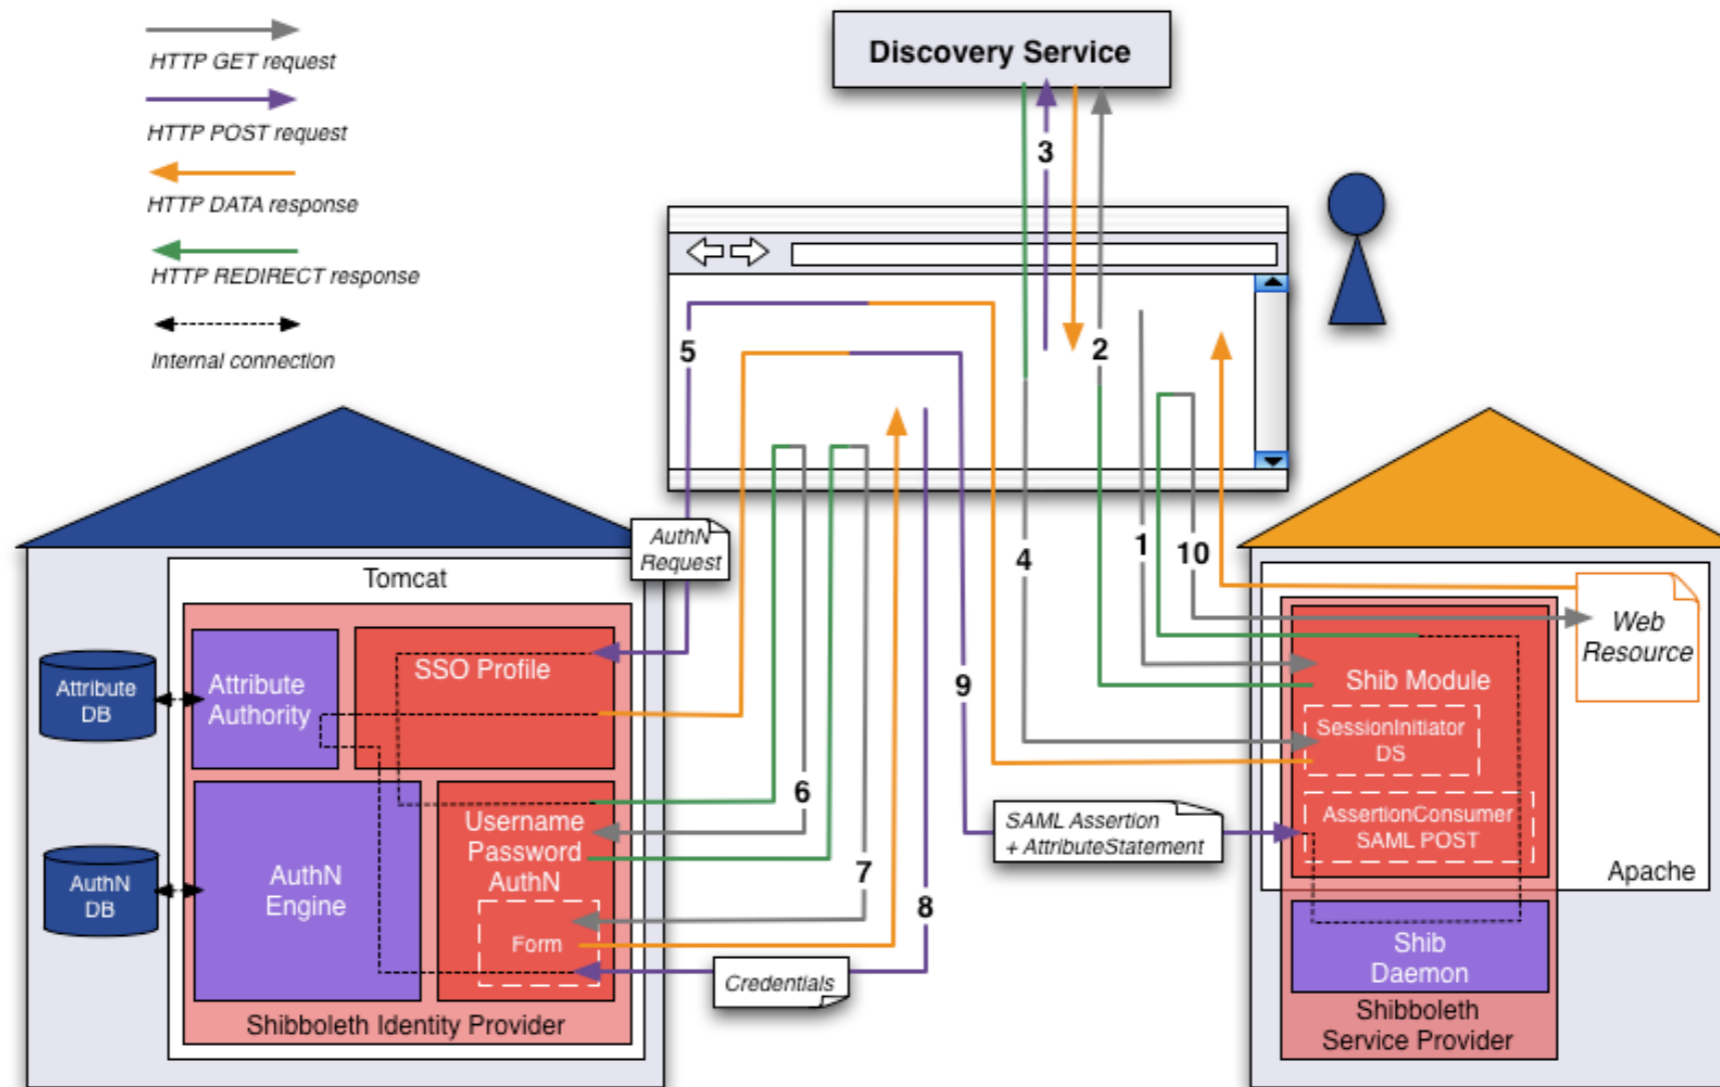 HTTP GET request
HTTP POST request
HTTP DATA response
HTTP REDIRECT response
Internal connection
Discovery Service
3
5
2
AuthN
Request
4
1
10
Tomcat
Attribute
DB
Attribute
Authority
SSO Profile
9
6
Username
Password
AuthN
7
8
AuthN
DB
AuthN
Engine
Form
Credentials
Shibboleth Identity Provider
SAML Assertion
+ AttributeStatement
Web
Resource
Shib Module
SessionInitiator
DS
AssertionConsumer
SAML POST
Apache
Shib
Daemon
Shibboleth
Service Provider